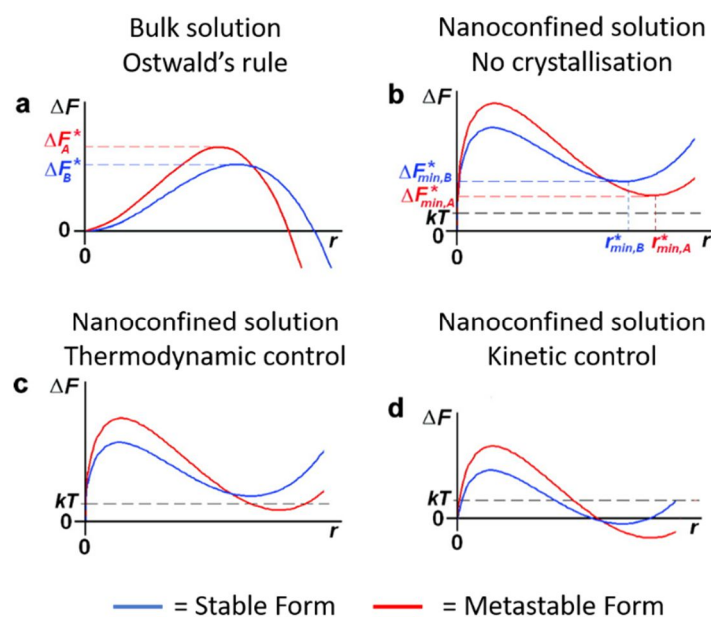 Bulk solution
Ostwald's rule
Nanoconfined solution
No crystallisation
a
ΔF
ΔF*A
ΔF*B
0
r
0
b
ΔF
ΔF*min,B
ΔF*min,A
kT
0
r*min,B
r*min,A
r
0
Nanoconfined solution
Thermodynamic control
Nanoconfined solution
Kinetic control
c
ΔF
kT
0
r
0
d
ΔF
kT
0
r
0
= Stable Form
= Metastable Form